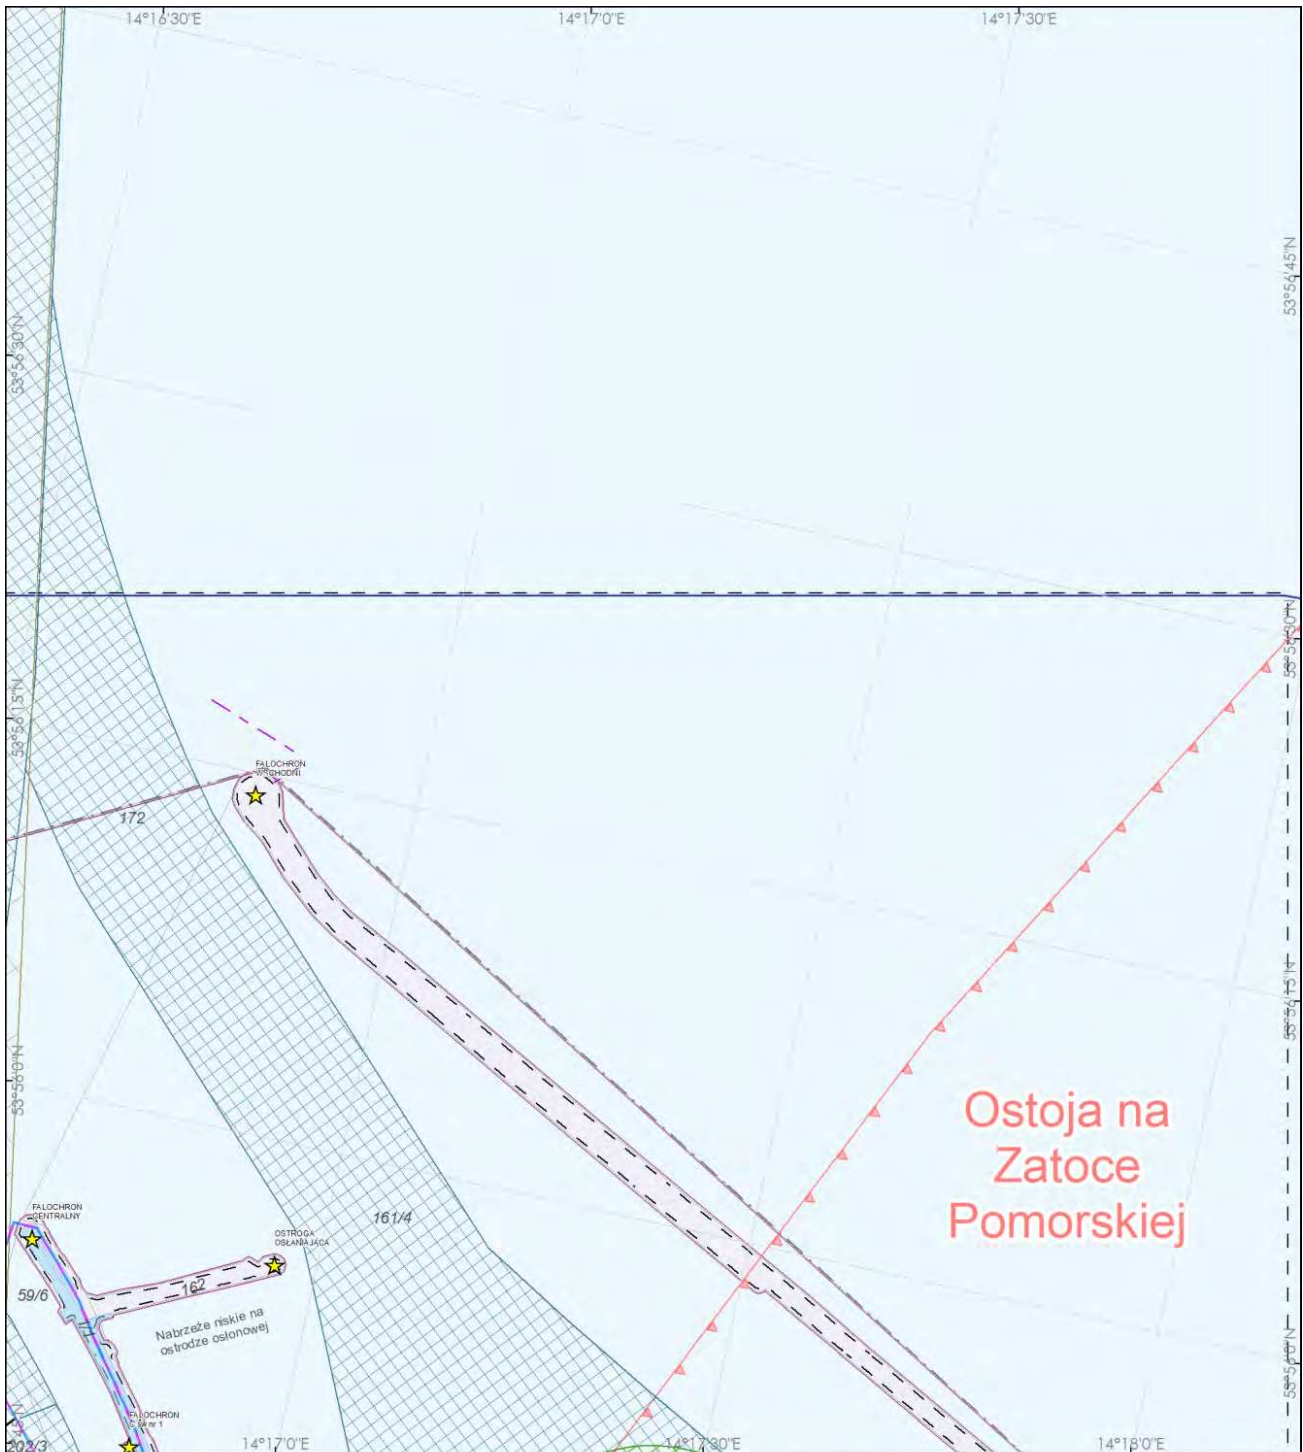 14°16'30"E
14°17'0"E
14°17'30"E
53°56'45"N
53°56'30"N
53°56'30"N
53°56'15"N
FALOCHRON
WSCHODNI
172
53°56'15"N
53°56'0"N
Ostoja na
Zatoce
Pomorskiej
FALOCHRON
CENTRALNY
161/4
OSTROGA
OSŁANIAJĄCA
162
59/6
Nabrzeże niskie na
ostrodze osłonowej
53°56'0"N
FALOCHRON
202/3
14°17'0"E
14°17'30"E
14°18'0"E